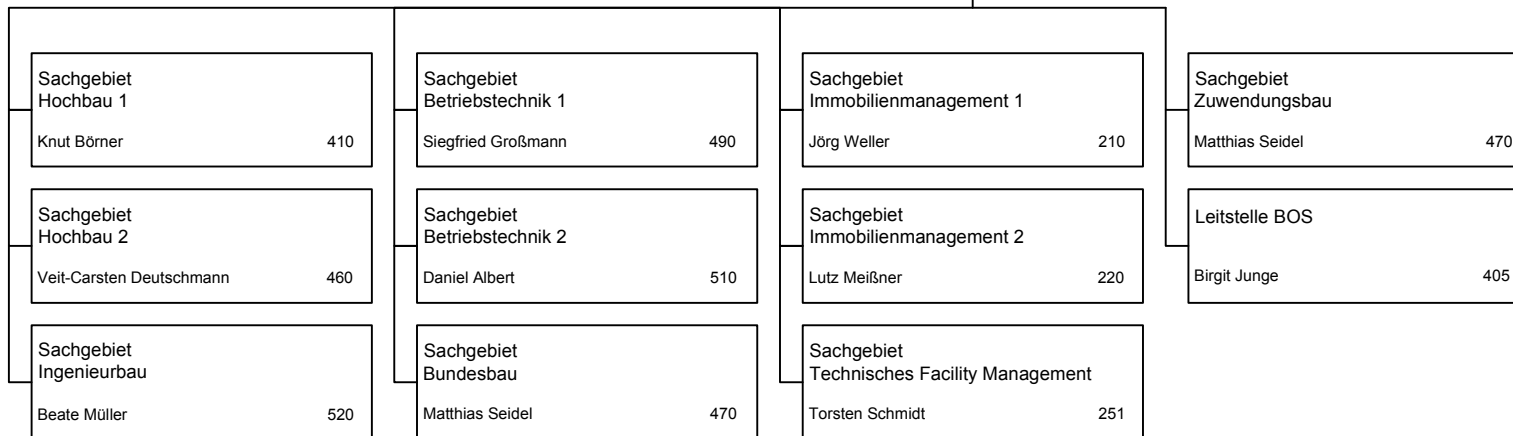 Sachgebiet
Hochbau 1
Knut Börner 410
Sachgebiet
Hochbau 2
Veit-Carsten Deutschmann 460
Sachgebiet
Ingenieurbau
Beate Müller 520
Sachgebiet
Betriebstechnik 1
Siegfried Großmann 490
Sachgebiet
Betriebstechnik 2
Daniel Albert 510
Sachgebiet
Bundesbau
Matthias Seidel 470
Sachgebiet
Immobilienmanagement 1
Jörg Weller 210
Sachgebiet
Immobilienmanagement 2
Lutz Meißner 220
Sachgebiet
Technisches Facility Management
Torsten Schmidt 251
Sachgebiet
Zuwendungsbau
Matthias Seidel 470
Leitstelle BOS
Birgit Junge 405